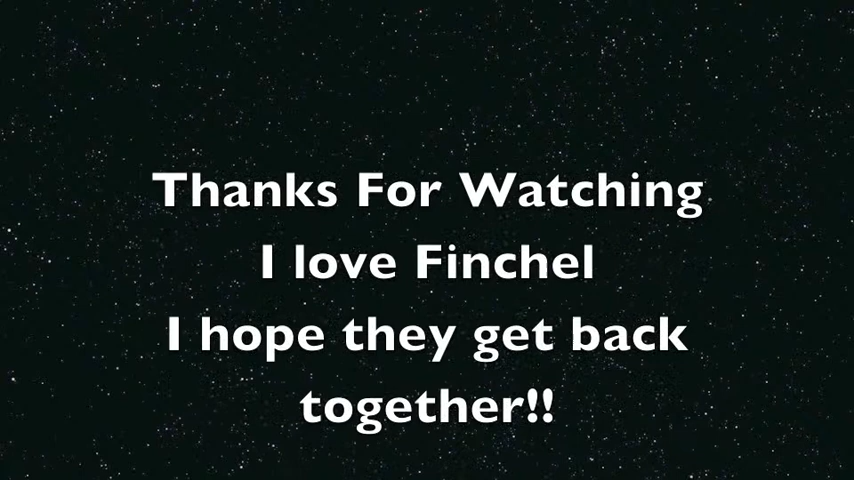 Thanks For Watching
I love Finchel
I hope they get back
together!!